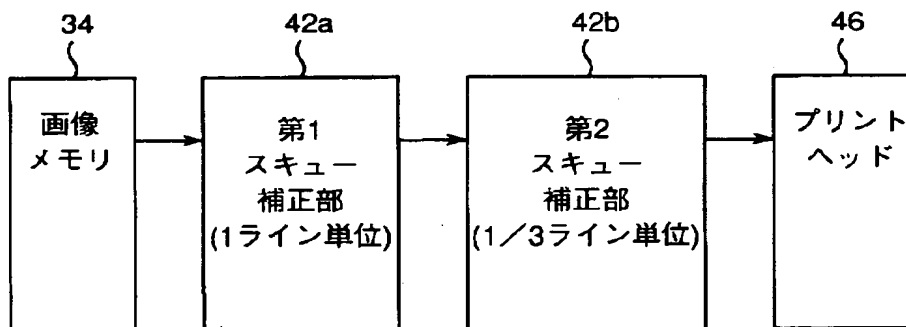 34
42a
42b
46
画像
メモリ
第1
スキュー
補正部
(1ライン単位)
第2
スキュー
補正部
(1／3ライン単位)
プリント
ヘッド